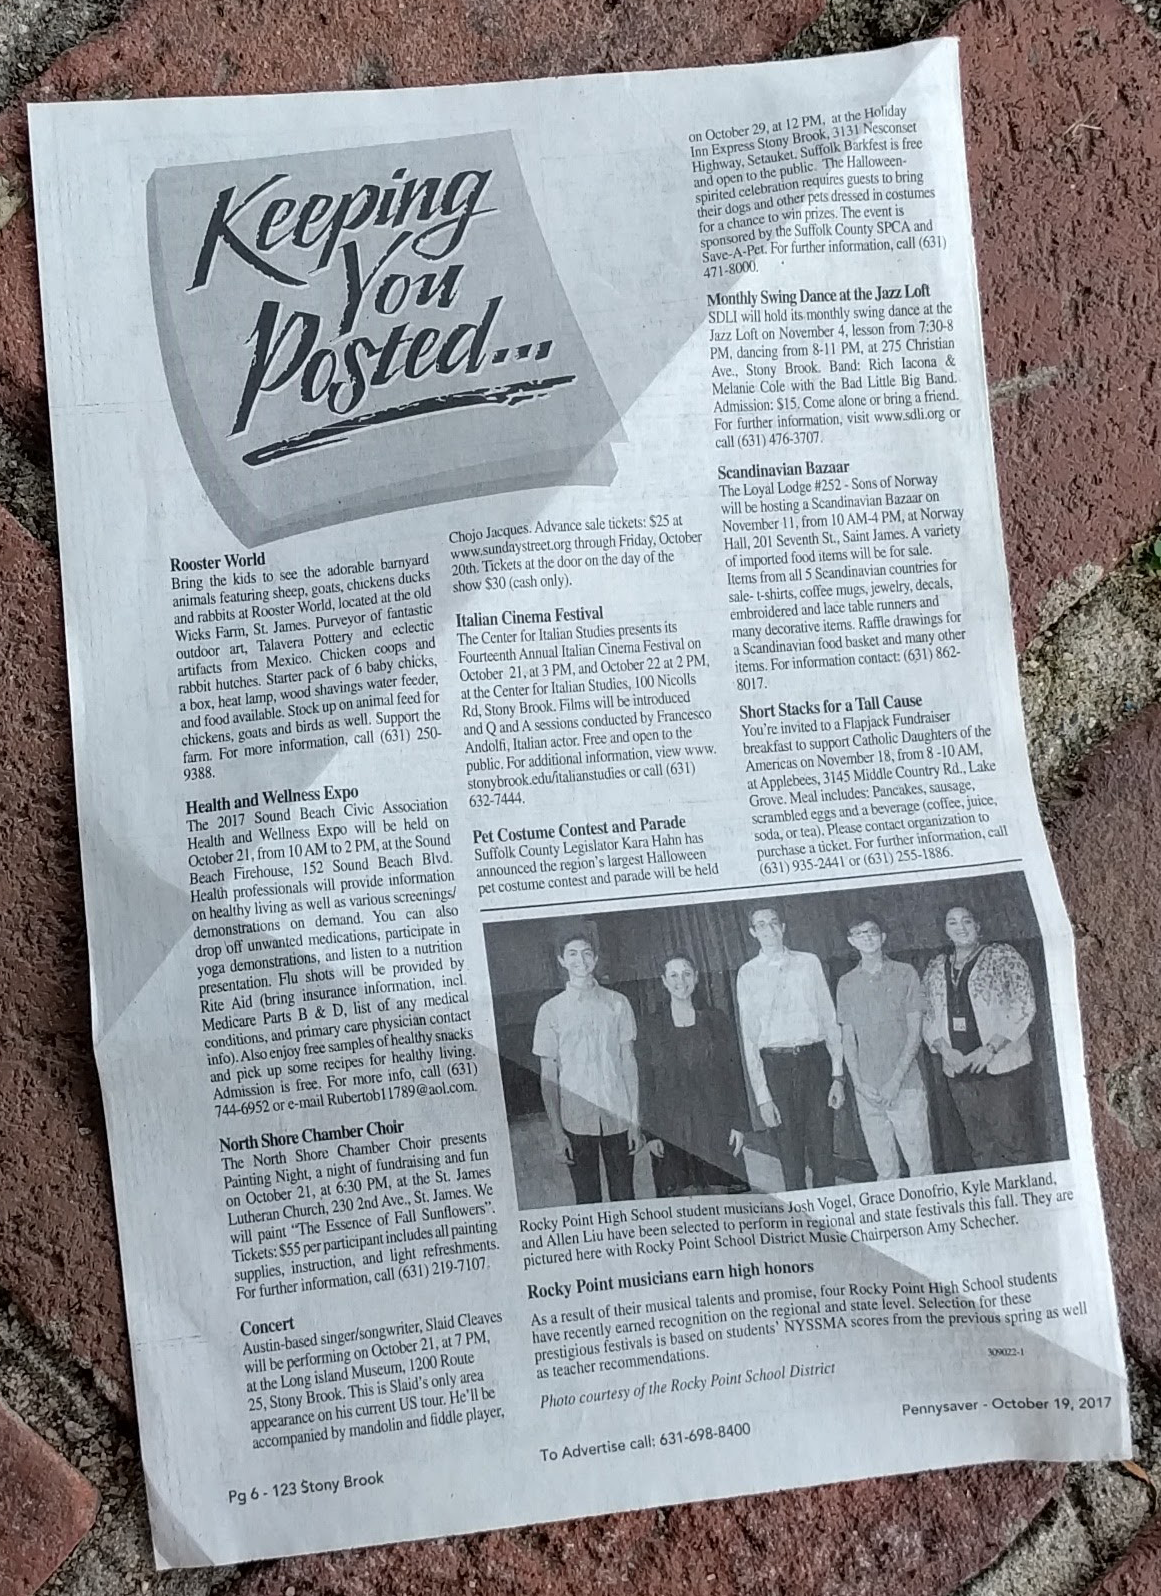 Keeping
You
Posted...
Rooster World
Bring the kids to see the adorable barnyard
animals featuring sheep, goats, chickens ducks
and rabbits at Rooster World, located at the old
Wicks Farm, St. James. Purveyor of fantastic
outdoor art, Talavera Pottery and eclectic
artifacts from Mexico. Chicken coops and
rabbit hutches. Starter pack of 6 baby chicks,
a box, heat lamp, wood shavings water feeder,
and food available. Stock up on animal feed for
chickens, goats and birds as well. Support the
farm. For more information, call (631) 250-
9388.
Health and Wellness Expo
The 2017 Sound Beach Civic Association
Health and Wellness Expo will be held on
October 21, from 10 AM to 2 PM, at the Sound
Beach Firehouse, 152 Sound Beach Blvd.
Health professionals will provide information
on healthy living as well as various screenings/
demonstrations on demand. You can also
drop off unwanted medications, participate in
yoga demonstrations, and listen to a nutrition
presentation. Flu shots will be provided by
Rite Aid (bring insurance information, incl.
Medicare Parts B & D, list of any medical
conditions, and primary care physician contact
info). Also enjoy free samples of healthy snacks
and pick up some recipes for healthy living.
Admission is free. For more info, call (631)
744-6952 or e-mail Rubertob11789@aol.com.
North Shore Chamber Choir
The North Shore Chamber Choir presents
Painting Night, a night of fundraising and fun
on October 21, at 6:30 PM, at the St. James
Lutheran Church, 230 2nd Ave., St. James. We
will paint "The Essence of Fall Sunflowers".
Tickets: $55 per participant includes all painting
supplies, instruction, and light refreshments.
For further information, call (631) 219-7107.
Concert
Austin-based singer/songwriter, Slaid Cleaves
will be performing on October 21, at 7 PM,
at the Long island Museum, 1200 Route
25, Stony Brook. This is Slaid's only area
appearance on his current US tour. He'll be
accompanied by mandolin and fiddle player,
Chojo Jacques. Advance sale tickets: $25 at
www.sundaystreet.org through Friday, October
20th. Tickets at the door on the day of the
show $30 (cash only).
Italian Cinema Festival
The Center for Italian Studies presents its
Fourteenth Annual Italian Cinema Festival on
October 21, at 3 PM, and October 22 at 2 PM,
at the Center for Italian Studies, 100 Nicolls
Rd, Stony Brook. Films will be introduced
and Q and A sessions conducted by Francesco
Andolfi, Italian actor. Free and open to the
public. For additional information, view www.
stonybrook.edu/italianstudies or call (631)
632-7444.
Pet Costume Contest and Parade
Suffolk County Legislator Kara Hahn has
announced the region's largest Halloween
pet costume contest and parade will be held
on October 29, at 12 PM, at the Holiday
Inn Express Stony Brook, 3131 Nesconset
Highway, Setauket. Suffolk Barkfest is free
and open to the public. The Halloween-
spirited celebration requires guests to bring
their dogs and other pets dressed in costumes
for a chance to win prizes. The event is
sponsored by the Suffolk County SPCA and
Save-A-Pet. For further information, call (631)
471-8000.
Monthly Swing Dance at the Jazz Loft
SDLI will hold its monthly swing dance at the
Jazz Loft on November 4, lesson from 7:30-8
PM, dancing from 8-11 PM, at 275 Christian
Ave., Stony Brook. Band: Rich Iacona &
Melanie Cole with the Bad Little Big Band.
Admission: $15. Come alone or bring a friend.
For further information, visit www.sdli.org or
call (631) 476-3707.
Scandinavian Bazaar
The Loyal Lodge #252 - Sons of Norway
will be hosting a Scandinavian Bazaar on
November 11, from 10 AM-4 PM, at Norway
Hall, 201 Seventh St., Saint James. A variety
of imported food items will be for sale.
Items from all 5 Scandinavian countries for
sale- t-shirts, coffee mugs, jewelry, decals,
embroidered and lace table runners and
many decorative items. Raffle drawings for
a Scandinavian food basket and many other
items. For information contact: (631) 862-
8017.
Short Stacks for a Tall Cause
You're invited to a Flapjack Fundraiser
breakfast to support Catholic Daughters of the
Americas on November 18, from 8 -10 AM,
at Applebees, 3145 Middle Country Rd., Lake
Grove. Meal includes: Pancakes, sausage,
scrambled eggs and a beverage (coffee, juice,
soda, or tea). Please contact organization to
purchase a ticket. For further information, call
(631) 935-2441 or (631) 255-1886.
Rocky Point High School student musicians Josh Vogel, Grace Donofrio, Kyle Markland,
and Allen Liu have been selected to perform in regional and state festivals this fall. They are
pictured here with Rocky Point School District Music Chairperson Amy Schecher.
Rocky Point musicians earn high honors
As a result of their musical talents and promise, four Rocky Point High School students
have recently earned recognition on the regional and state level. Selection for these
prestigious festivals is based on students' NYSSMA scores from the previous spring as well
as teacher recommendations.
309022-1
Photo courtesy of the Rocky Point School District
Pg 6 - 123 Stony Brook
To Advertise call: 631-698-8400
Pennysaver - October 19, 2017